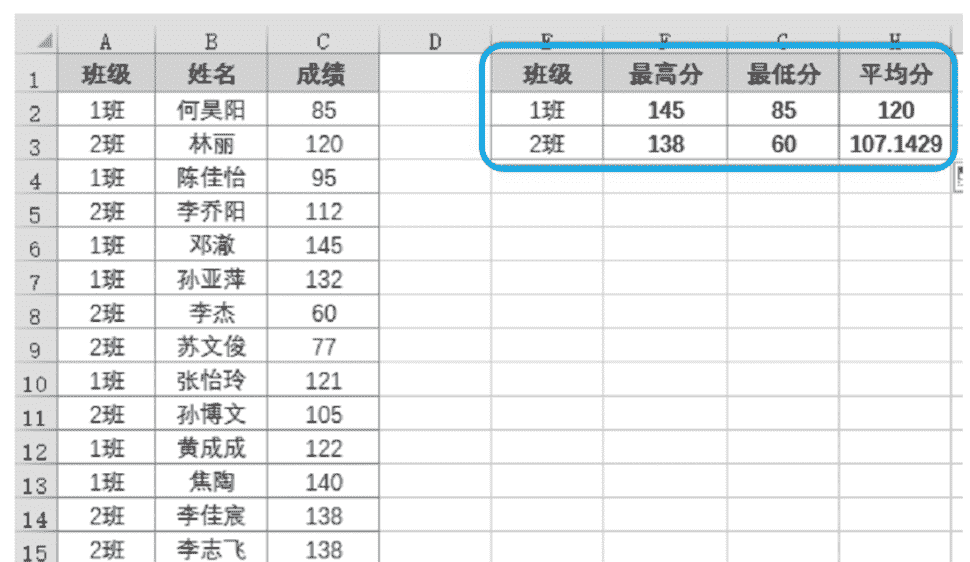 A B C D E F G H
1 班级 姓名 成绩 班级 最高分 最低分 平均分
2 1班 何昊阳 85 1班 145 85 120
3 2班 林丽 120 2班 138 60 107.1429
4 1班 陈佳怡 95
5 2班 李乔阳 112
6 1班 邓澈 145
7 1班 孙亚萍 132
8 2班 李杰 60
9 2班 苏文俊 77
10 1班 张怡玲 121
11 2班 孙博文 105
12 1班 黄成成 122
13 1班 焦陶 140
14 2班 李佳宸 138
15 2班 李志飞 138